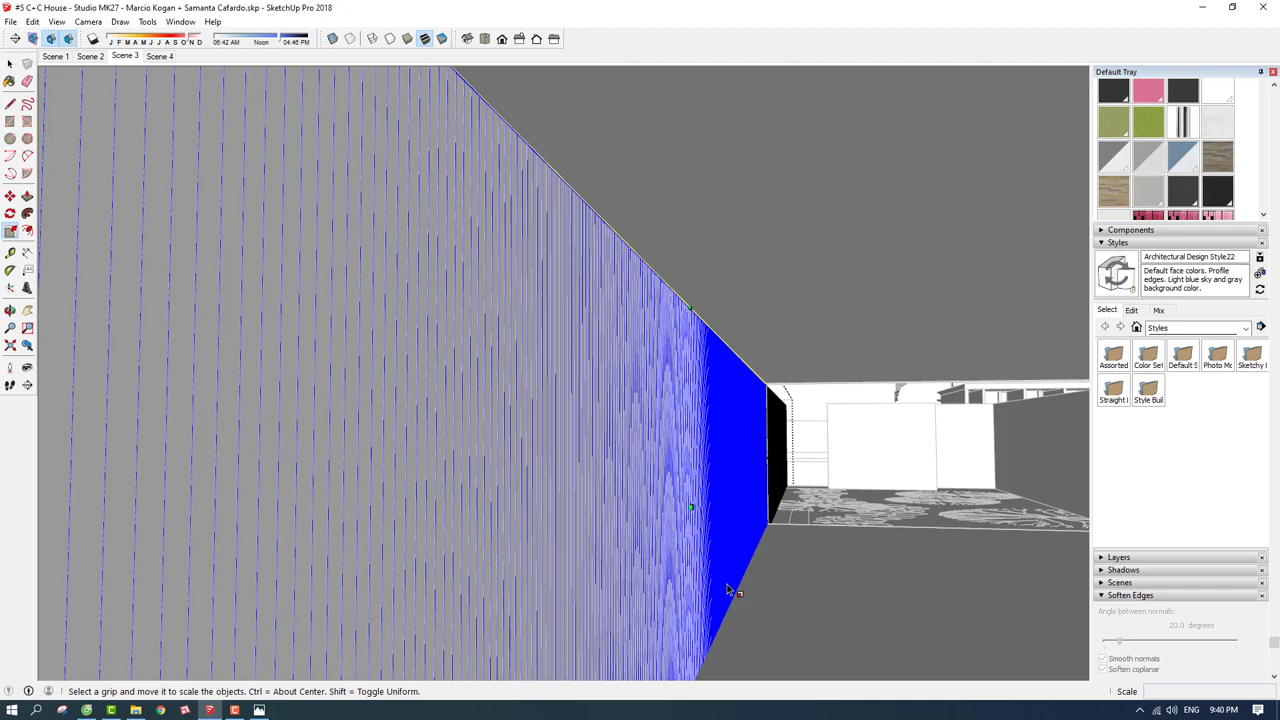 #5 C+C House - Studio MK27 - Marcio Kogan + Samanta Cafardo.skp - SketchUp Pro 2018
File Edit View Camera Draw Tools Window Help
J F M A M J J A S O N D 06:42 AM Noon 04:46 PM
Scene 1 Scene 2 Scene 3 Scene 4
Default Tray
Components
Styles
Architectural Design Style22
Default face colors. Profile
edges. Light blue sky and gray
background color.
Select Edit Mix
Styles
Assorted Color Set Default S Photo Mo Sketchy I
Straight I Style Buil
Layers
Shadows
Scenes
Soften Edges
Angle between normals:
20.0 degrees
Smooth normals
Soften coplanar
Select a grip and move it to scale the objects. Ctrl = About Center. Shift = Toggle Uniform.
Scale
ENG 9:40 PM